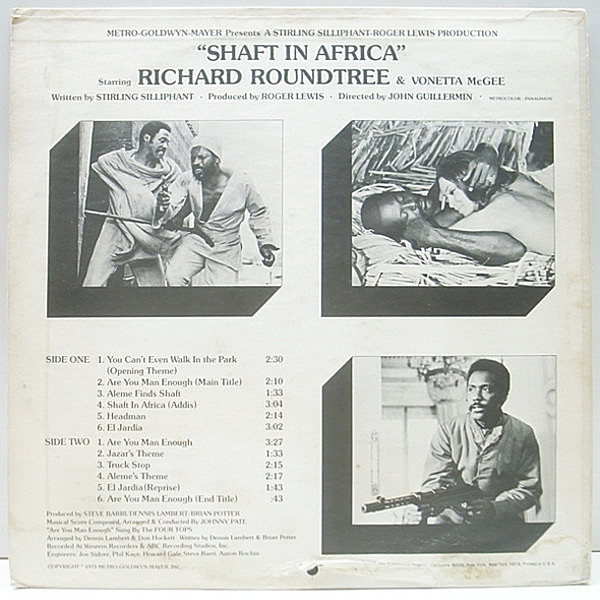 METRO-GOLDWYN-MAYER Presents A STIRLING SILLIPHANT-ROGER LEWIS PRODUCTION
“SHAFT IN AFRICA”
Starring RICHARD ROUNDTREE & VONETTA McGEE
Written by STIRLING SILLIPHANT · Produced by ROGER LEWIS · Directed by JOHN GUILLERMIN · METROCOLOR · PANAVISION
SIDE ONE 1. You Can't Even Walk In the Park 2:30
(Opening Theme)
2. Are You Man Enough (Main Title) 2:10
3. Aleme Finds Shaft 1:33
4. Shaft In Africa (Addis) 3:04
5. Headman 2:14
6. El Jardia 3:02
SIDE TWO 1. Are You Man Enough 3:27
2. Jazar's Theme 1:33
3. Truck Stop 2:15
4. Aleme's Theme 2:17
5. El Jardia (Reprise) 1:43
6. Are You Man Enough (End Title) :43
Produced by STEVE BARRI, DENNIS LAMBERT, BRIAN POTTER
Musical Score Composed, Arranged & Conducted By JOHNNY PATE
"Are You Man Enough" Sung By The FOUR TOPS
Arranged by Dennis Lambert & Don Hockett · Written by Dennis Lambert & Brian Potter
Recorded At Western Recorders & ABC Recording Studios, Inc.
Engineers: Joe Sidore, Phil Kaye, Howard Gale, Steve Barri, Aaron
COPYRIGHT © 1973 METRO-GOLDWYN-MAYER, INC.
New York, New York Printed in U.S.A.